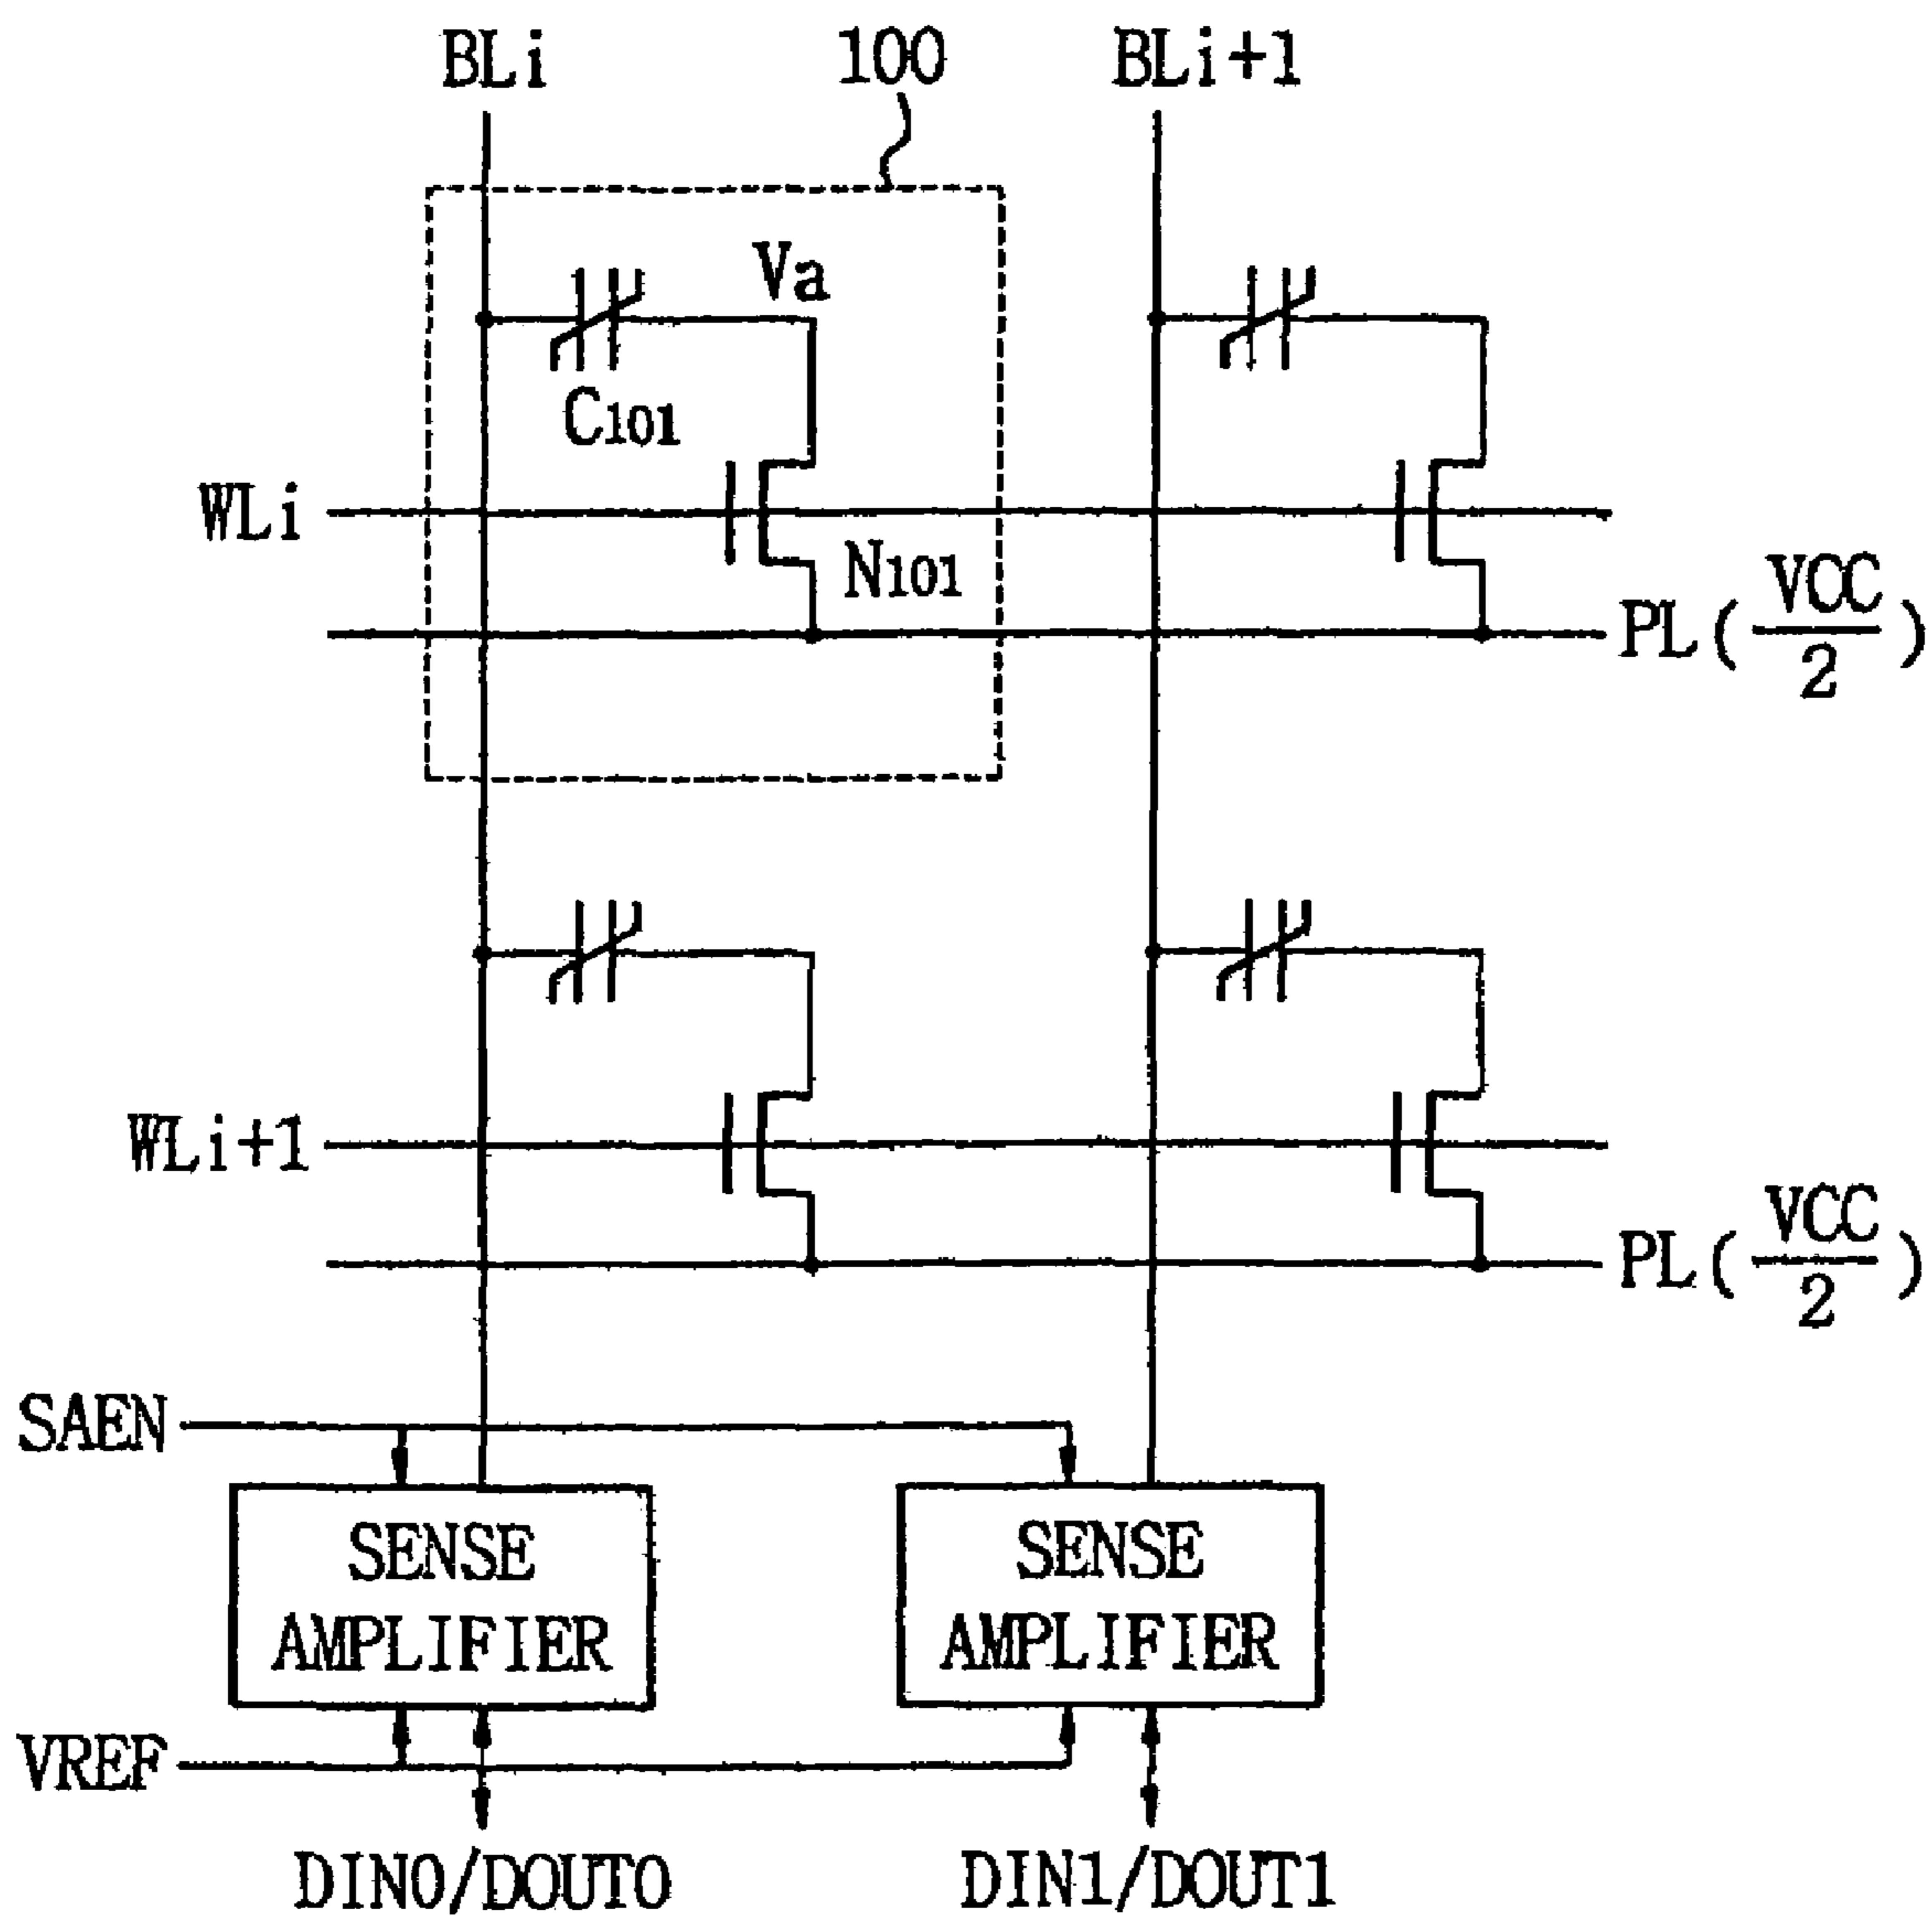 BLi
100
BLi+1
Va
C101
WLi
N101
PL(VCC/2)
WLi+1
PL(VCC/2)
SAEN
SENSE
AMPLIFIER
SENSE
AMPLIFIER
VREF
DIN0/DOUT0
DIN1/DOUT1